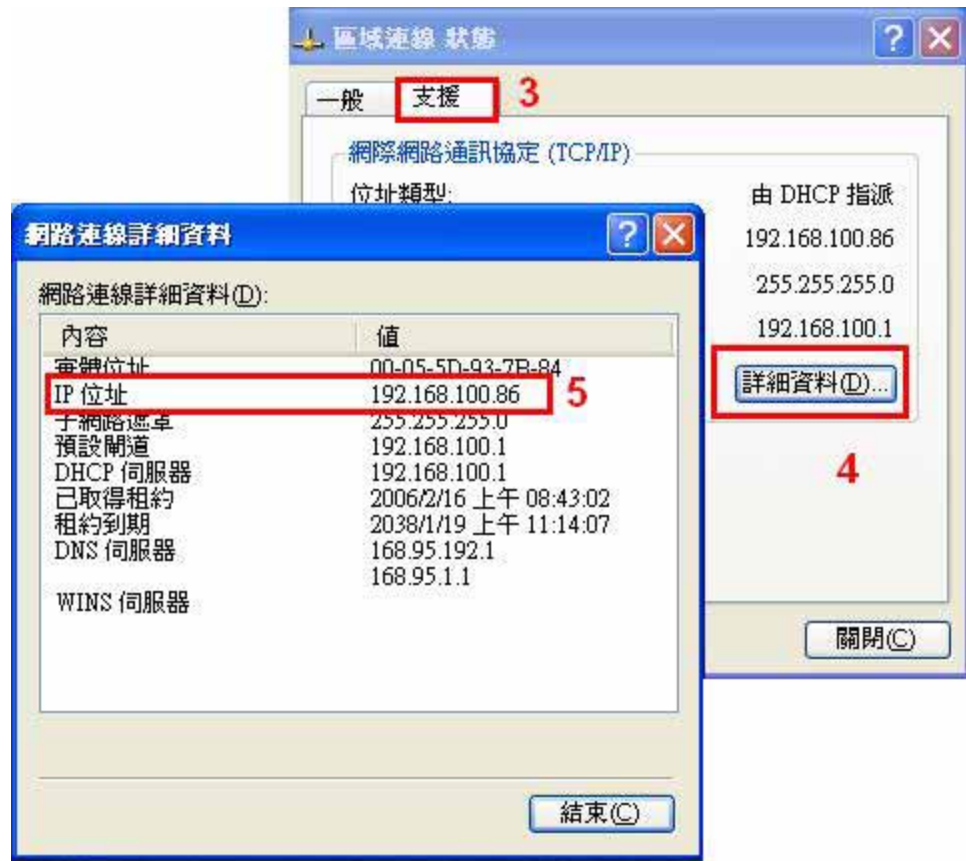 區域連線 狀態
一般
支援
3
網際網路通訊協定 (TCP/IP)
位址類型:
由 DHCP 指派
192.168.100.86
255.255.255.0
192.168.100.1
詳細資料(D)...
4
關閉(C)
網路連線詳細資料
網路連線詳細資料(D):
內容 值
實體位址 00-05-5D-93-7B-84
IP 位址 192.168.100.86 5
子網路遮罩 255.255.255.0
預設閘道 192.168.100.1
DHCP 伺服器 192.168.100.1
已取得租約 2006/2/16 上午 08:43:02
租約到期 2038/1/19 上午 11:14:07
DNS 伺服器 168.95.192.1
168.95.1.1
WINS 伺服器
結束(C)